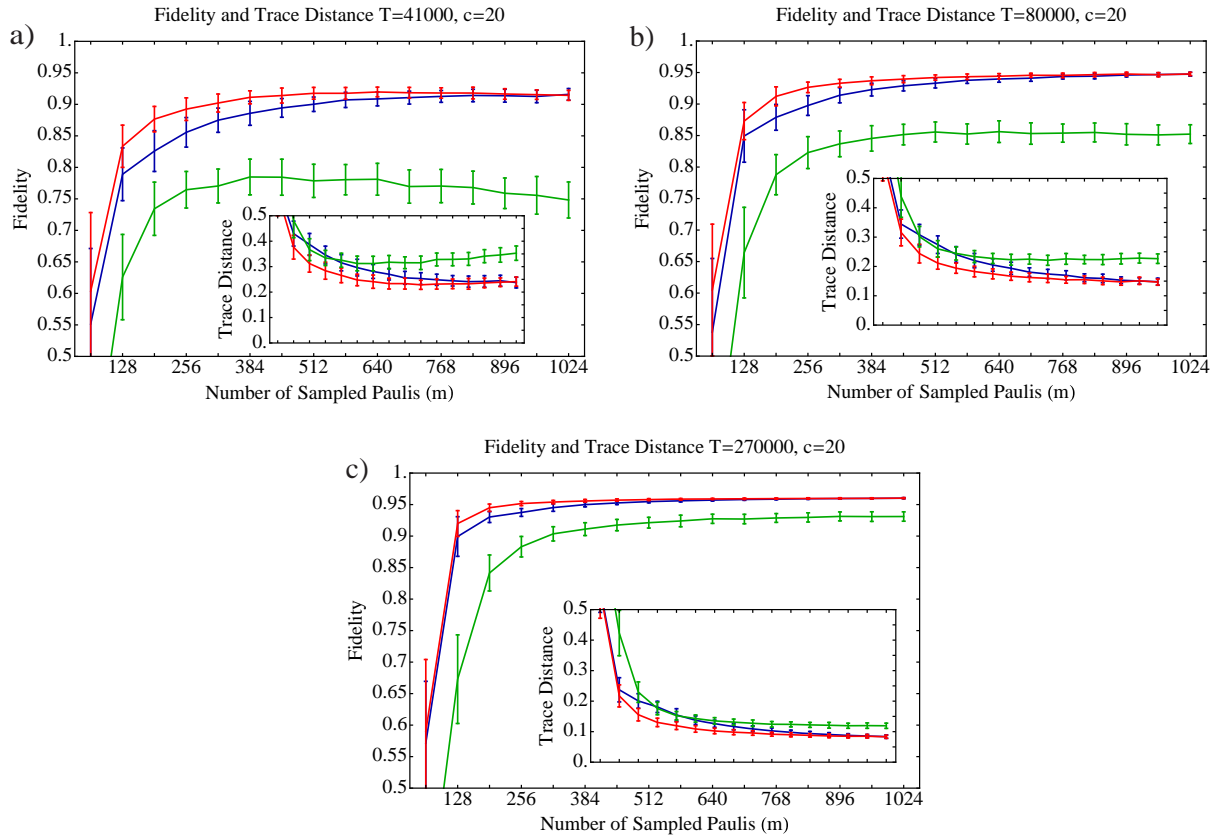 Fidelity and Trace Distance T=41000, c=20
a)
1.
0.95
0.9
0.85
0.8
0.75
0.7
0.65
0.6
0.55
0.5
Fidelity
0.5
0.4
0.3
0.2
0.1
0.
Trace Distance
128 256 384 512 640 768 896 1024
Number of Sampled Paulis (m)
Fidelity and Trace Distance T=80000, c=20
b)
1.
0.95
0.9
0.85
0.8
0.75
0.7
0.65
0.6
0.55
0.5
Fidelity
0.5
0.4
0.3
0.2
0.1
0.
Trace Distance
128 256 384 512 640 768 896 1024
Number of Sampled Paulis (m)
Fidelity and Trace Distance T=270000, c=20
c)
1.
0.95
0.9
0.85
0.8
0.75
0.7
0.65
0.6
0.55
0.5
Fidelity
0.5
0.4
0.3
0.2
0.1
0.
Trace Distance
128 256 384 512 640 768 896 1024
Number of Sampled Paulis (m)